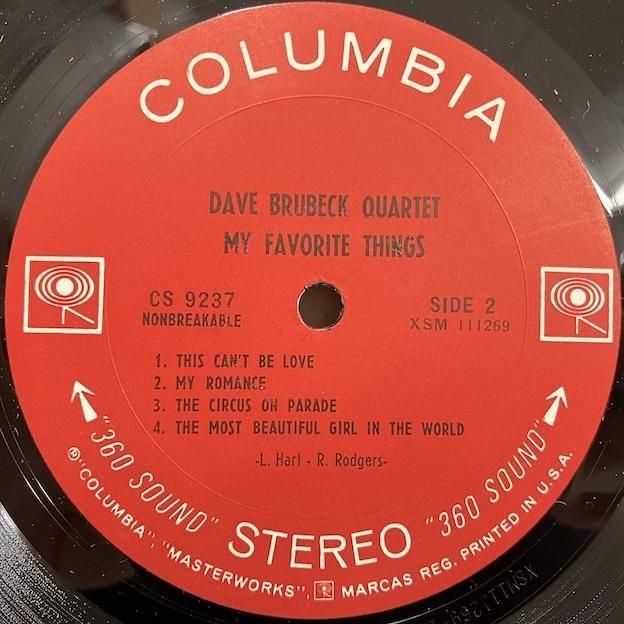 COLUMBIA
DAVE BRUBECK QUARTET
MY FAVORITE THINGS
CS 9237
NONBREAKABLE
SIDE 2
XSM 111269
1. THIS CAN'T BE LOVE
2. MY ROMANCE
3. THE CIRCUS ON PARADE
4. THE MOST BEAUTIFUL GIRL IN THE WORLD
-L. Hart - R. Rodgers-
"360 SOUND" STEREO "360 SOUND"
Ⓡ "COLUMBIA", "MASTERWORKS", MARCAS REG. PRINTED IN U.S.A.
XSM111269